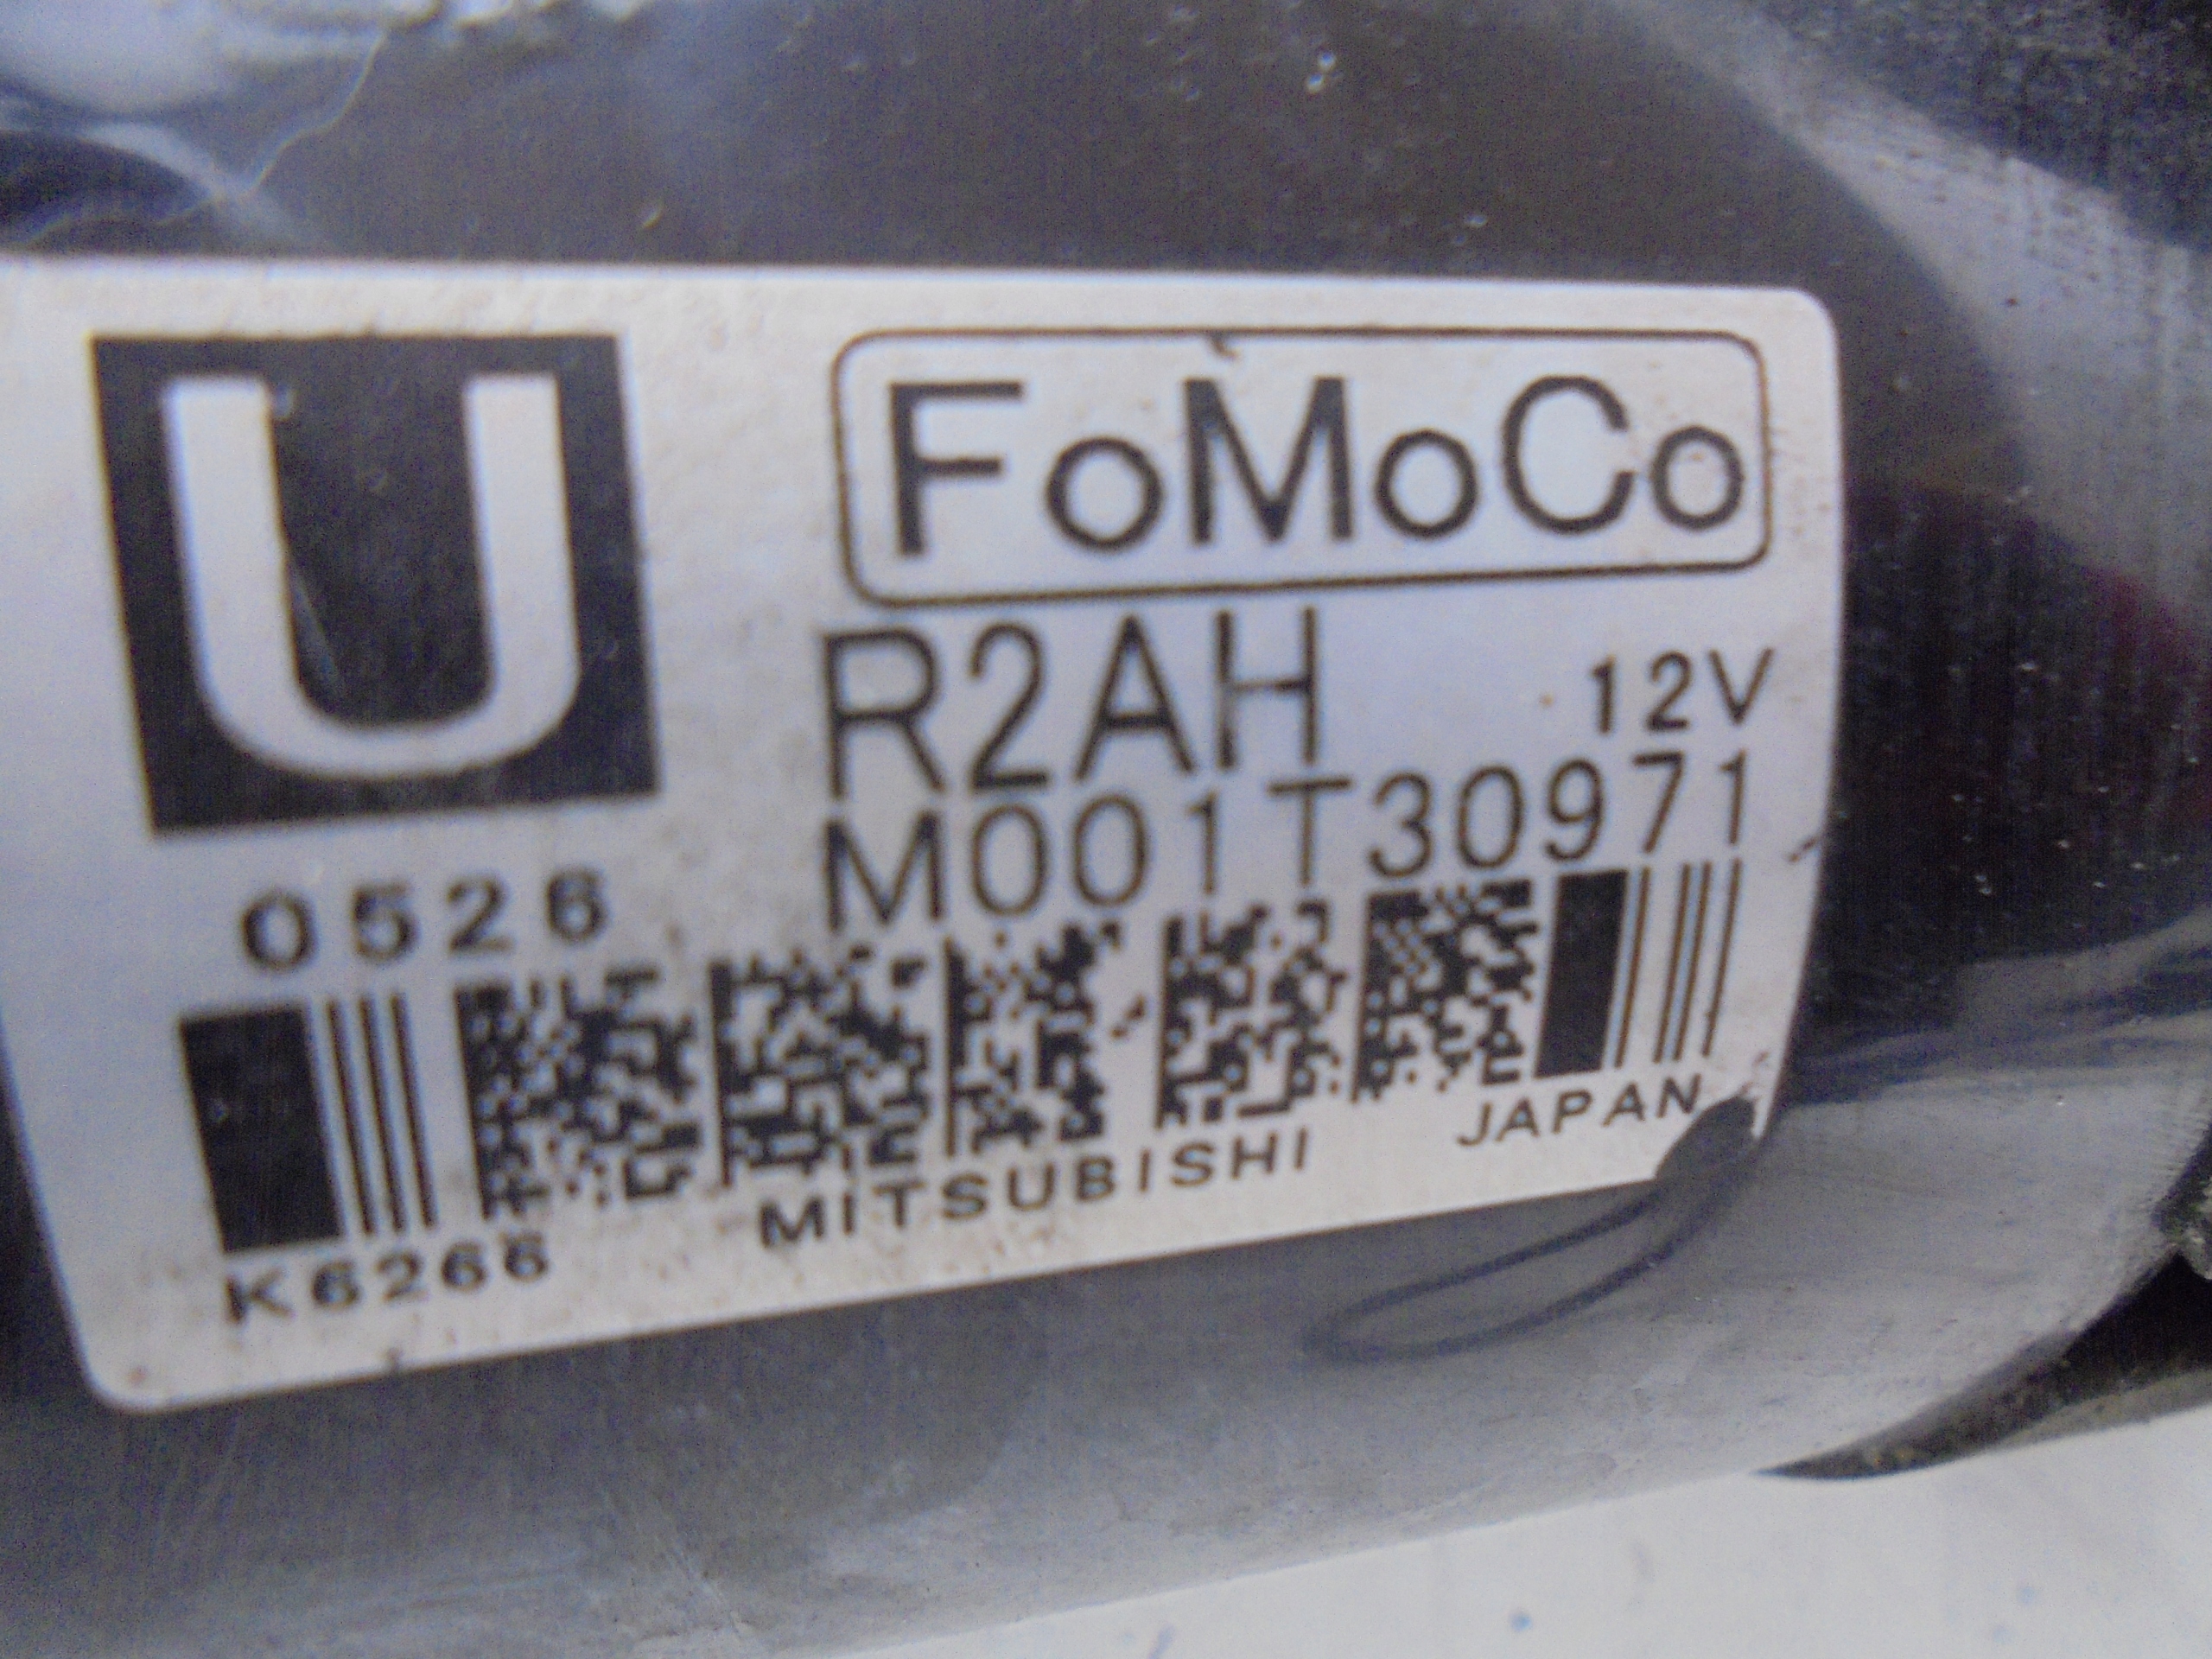 U
FoMoCo
R2AH 12V
M001T30971
0526
K6266
MITSUBISHI
JAPAN